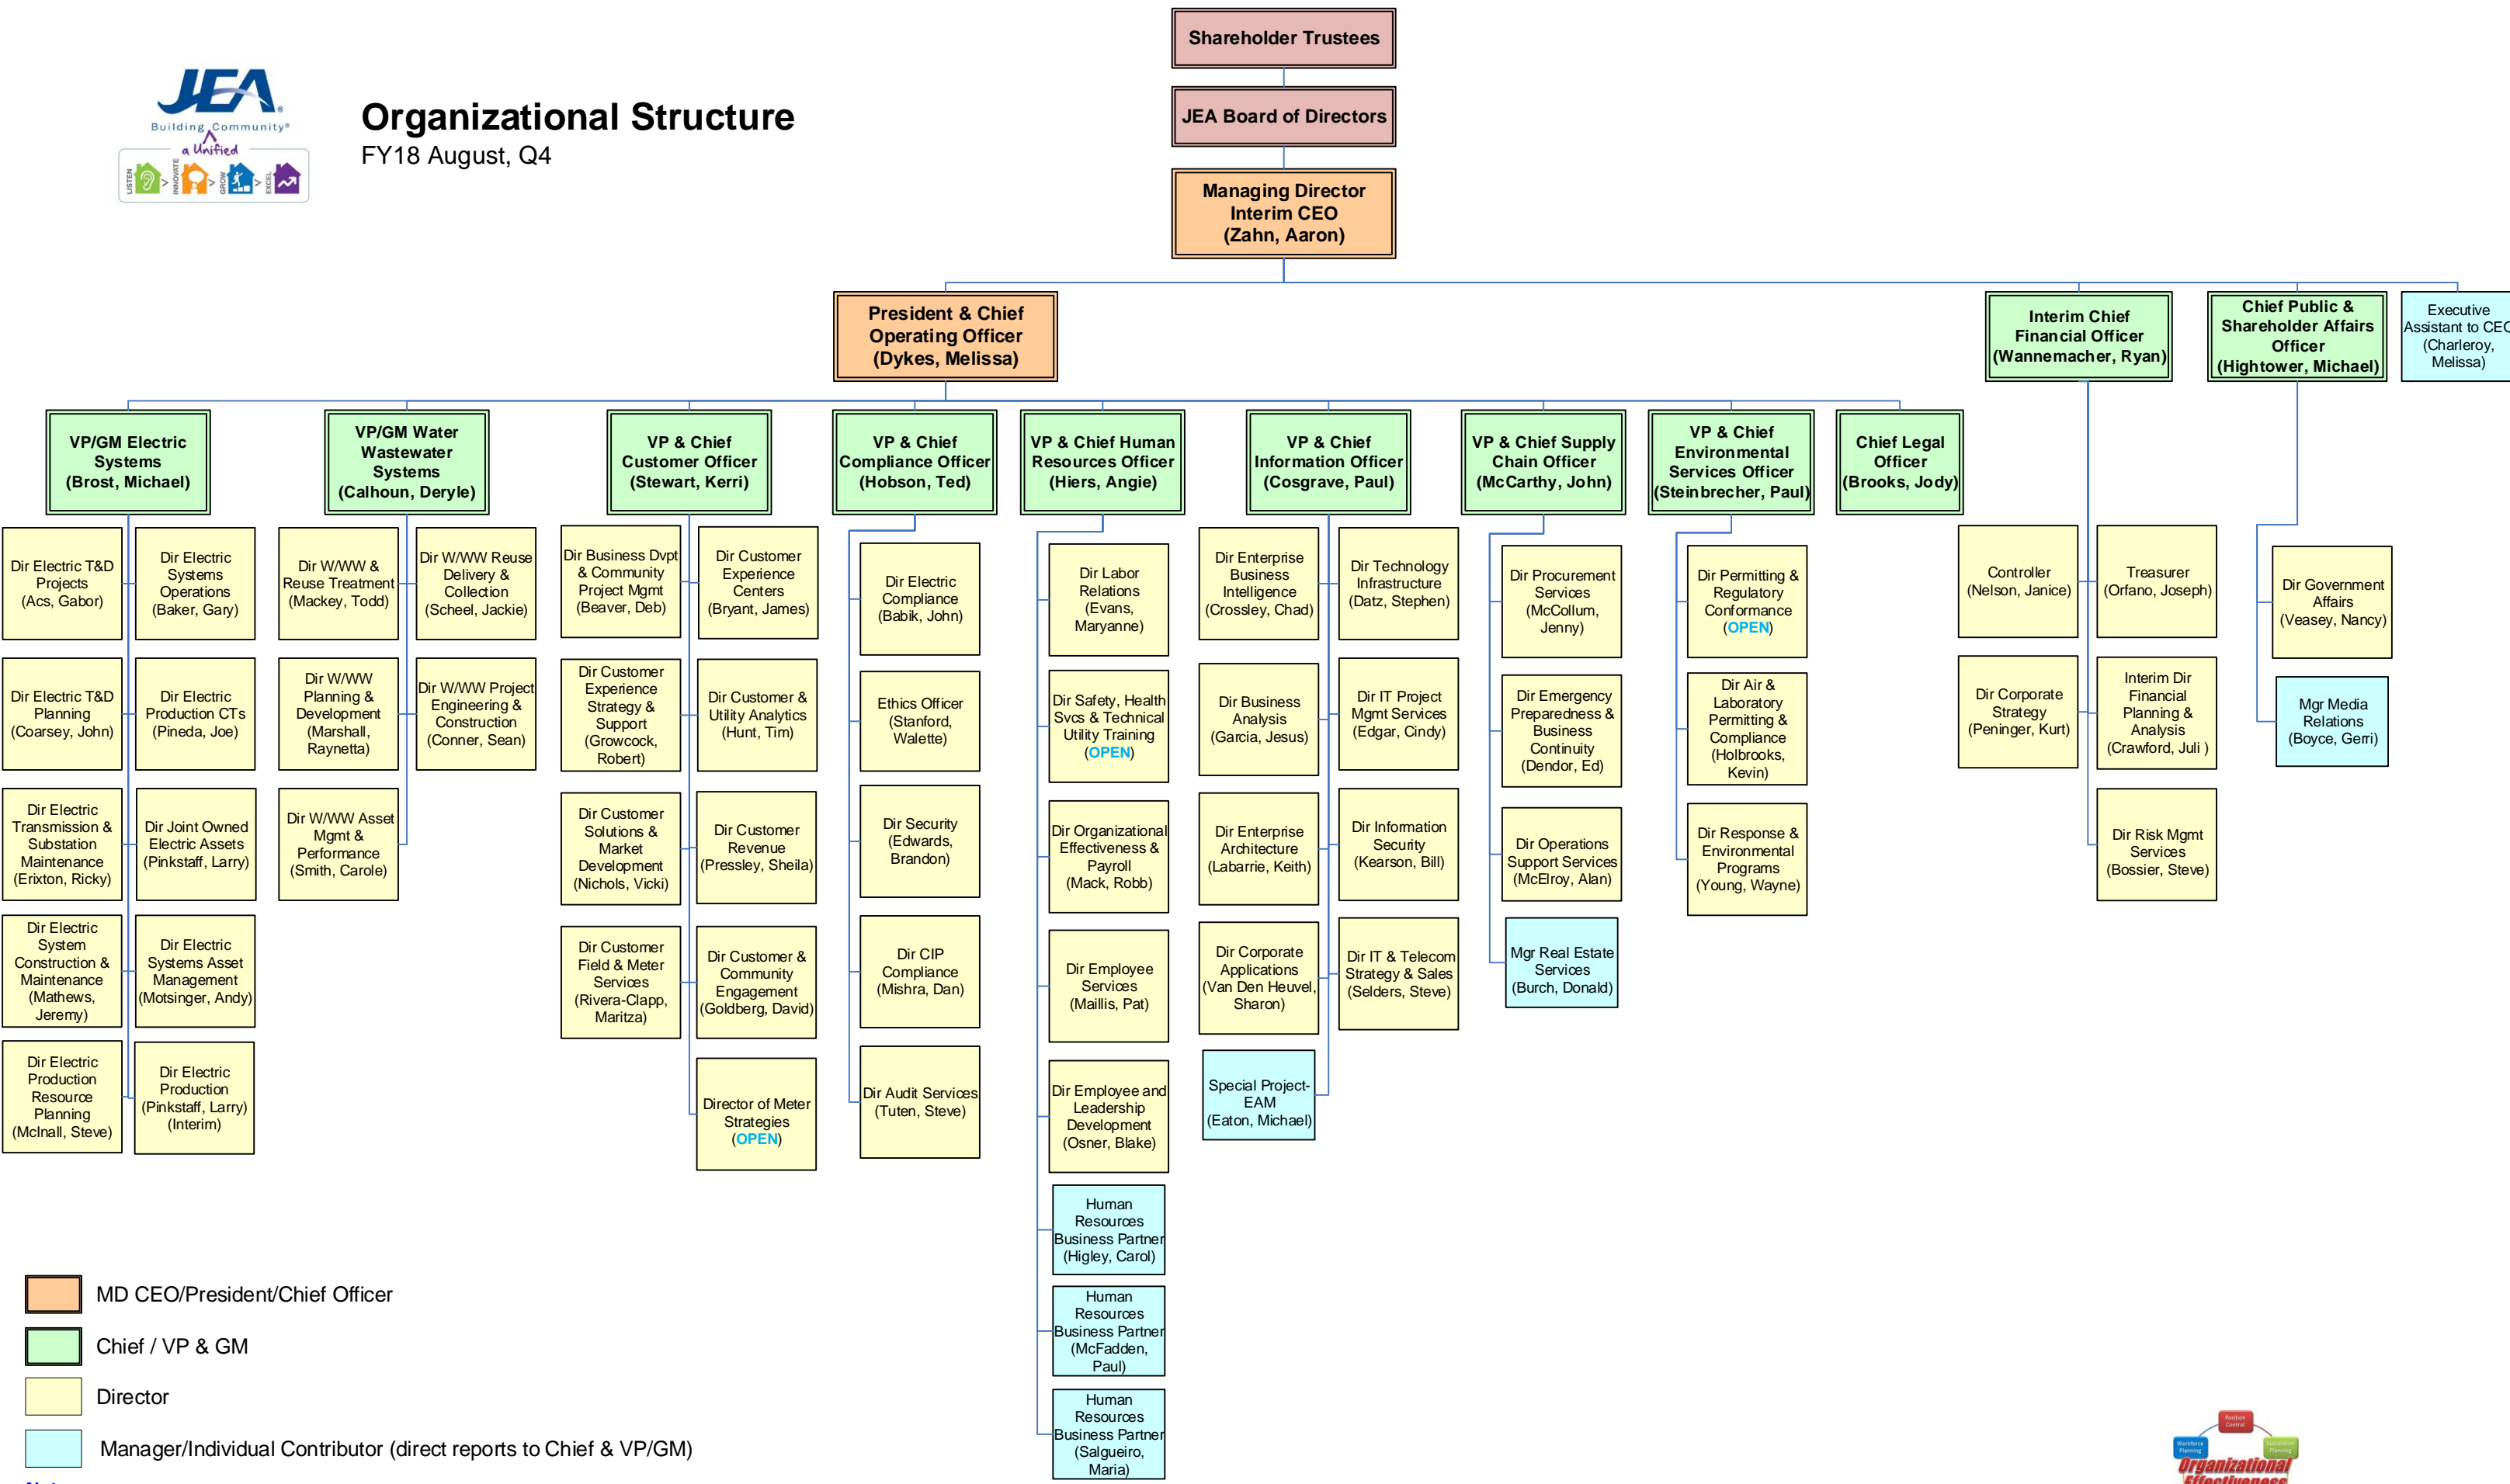 JEA
Building Community®
a Unified
LISTEN
>
INNOVATE
>
GROW
>
EXCEL
Organizational Structure
FY18 August, Q4
Shareholder Trustees
JEA Board of Directors
Managing Director
Interim CEO
(Zahn, Aaron)
President & Chief
Operating Officer
(Dykes, Melissa)
Interim Chief
Financial Officer
(Wannemacher, Ryan)
Chief Public &
Shareholder Affairs
Officer
(Hightower, Michael)
Executive
Assistant to CEO
(Charleroy,
Melissa)
VP/GM Electric
Systems
(Brost, Michael)
VP/GM Water
Wastewater
Systems
(Calhoun, Deryle)
VP & Chief
Customer Officer
(Stewart, Kerri)
VP & Chief
Compliance Officer
(Hobson, Ted)
VP & Chief Human
Resources Officer
(Hiers, Angie)
VP & Chief
Information Officer
(Cosgrave, Paul)
VP & Chief Supply
Chain Officer
(McCarthy, John)
VP & Chief
Environmental
Services Officer
(Steinbrecher, Paul)
Chief Legal
Officer
(Brooks, Jody)
Dir Electric T&D
Projects
(Acs, Gabor)
Dir Electric
Systems
Operations
(Baker, Gary)
Dir Electric T&D
Planning
(Coarsey, John)
Dir Electric
Production CTs
(Pineda, Joe)
Dir Electric
Transmission &
Substation
Maintenance
(Erixton, Ricky)
Dir Joint Owned
Electric Assets
(Pinkstaff, Larry)
Dir Electric
System
Construction &
Maintenance
(Mathews,
Jeremy)
Dir Electric
Systems Asset
Management
(Motsinger, Andy)
Dir Electric
Production
Resource
Planning
(McInall, Steve)
Dir Electric
Production
(Pinkstaff, Larry)
(Interim)
Dir W/WW &
Reuse Treatment
(Mackey, Todd)
Dir W/WW Reuse
Delivery &
Collection
(Scheel, Jackie)
Dir W/WW
Planning &
Development
(Marshall,
Raynetta)
Dir W/WW Project
Engineering &
Construction
(Conner, Sean)
Dir W/WW Asset
Mgmt &
Performance
(Smith, Carole)
Dir Business Dvpt
& Community
Project Mgmt
(Beaver, Deb)
Dir Customer
Experience
Centers
(Bryant, James)
Dir Customer
Experience
Strategy &
Support
(Growcock,
Robert)
Dir Customer &
Utility Analytics
(Hunt, Tim)
Dir Customer
Solutions &
Market
Development
(Nichols, Vicki)
Dir Customer
Revenue
(Pressley, Sheila)
Dir Customer
Field & Meter
Services
(Rivera-Clapp,
Maritza)
Dir Customer &
Community
Engagement
(Goldberg, David)
Director of Meter
Strategies
(OPEN)
Dir Electric
Compliance
(Babik, John)
Ethics Officer
(Stanford,
Walette)
Dir Security
(Edwards,
Brandon)
Dir CIP
Compliance
(Mishra, Dan)
Dir Audit Services
(Tuten, Steve)
Dir Labor
Relations
(Evans,
Maryanne)
Dir Safety, Health
Svcs & Technical
Utility Training
(OPEN)
Dir Organizational
Effectiveness &
Payroll
(Mack, Robb)
Dir Employee
Services
(Maillis, Pat)
Dir Employee and
Leadership
Development
(Osner, Blake)
Human
Resources
Business Partner
(Higley, Carol)
Human
Resources
Business Partner
(McFadden,
Paul)
Human
Resources
Business Partner
(Salgueiro,
Maria)
Dir Enterprise
Business
Intelligence
(Crossley, Chad)
Dir Technology
Infrastructure
(Datz, Stephen)
Dir Business
Analysis
(Garcia, Jesus)
Dir IT Project
Mgmt Services
(Edgar, Cindy)
Dir Enterprise
Architecture
(Labarrie, Keith)
Dir Information
Security
(Kearson, Bill)
Dir Corporate
Applications
(Van Den Heuvel,
Sharon)
Dir IT & Telecom
Strategy & Sales
(Selders, Steve)
Special Project-
EAM
(Eaton, Michael)
Dir Procurement
Services
(McCollum,
Jenny)
Dir Emergency
Preparedness &
Business
Continuity
(Dendor, Ed)
Dir Operations
Support Services
(McElroy, Alan)
Mgr Real Estate
Services
(Burch, Donald)
Dir Permitting &
Regulatory
Conformance
(OPEN)
Dir Air &
Laboratory
Permitting &
Compliance
(Holbrooks,
Kevin)
Dir Response &
Environmental
Programs
(Young, Wayne)
Controller
(Nelson, Janice)
Treasurer
(Orfano, Joseph)
Dir Corporate
Strategy
(Peninger, Kurt)
Interim Dir
Financial
Planning &
Analysis
(Crawford, Juli )
Dir Risk Mgmt
Services
(Bossier, Steve)
Dir Government
Affairs
(Veasey, Nancy)
Mgr Media
Relations
(Boyce, Gerri)
MD CEO/President/Chief Officer
Chief / VP & GM
Director
Manager/Individual Contributor (direct reports to Chief & VP/GM)
Position
Control
Workforce
Planning
Succession
Planning
Organizational
Effectiveness